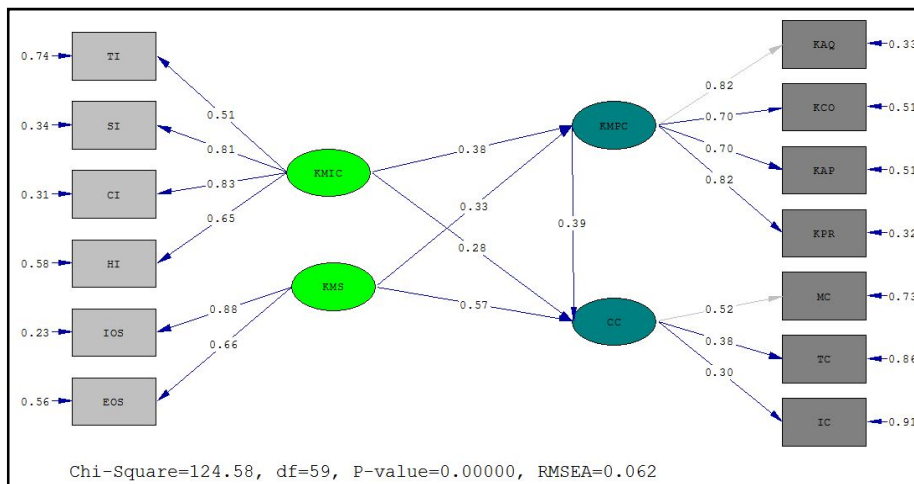 0.74 TI
0.34 SI
0.31 CI
0.58 HI
0.23 IOS
0.56 EOS
0.51
0.81
0.83
0.65
0.88
0.66
KMIC
KMS
0.38
0.33
0.28
0.57
KMPC
0.39
CC
0.82
0.70
0.70
0.82
0.52
0.38
0.30
KAQ 0.33
KCO 0.51
KAP 0.51
KPR 0.32
MC 0.73
TC 0.86
IC 0.91
Chi-Square=124.58, df=59, P-value=0.00000, RMSEA=0.062